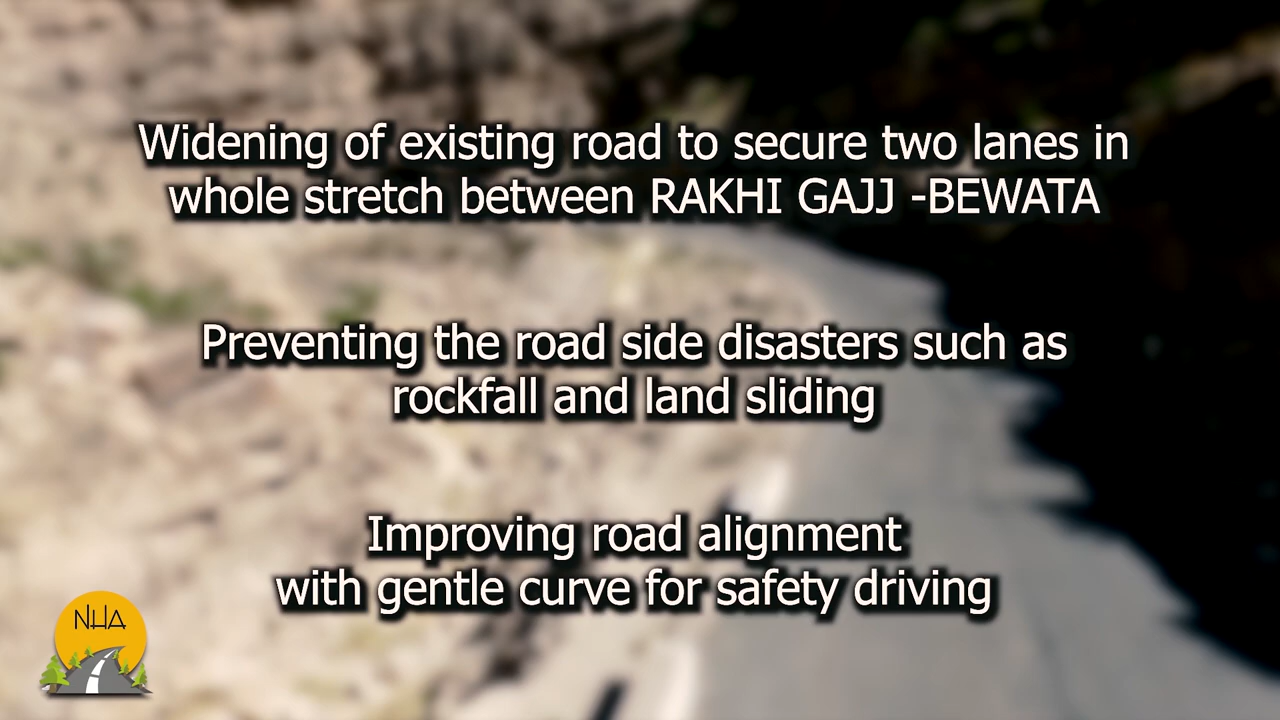 Widening of existing road to secure two lanes in
whole stretch between RAKHI GAJJ -BEWATA
Preventing the road side disasters such as
rockfall and land sliding
Improving road alignment
with gentle curve for safety driving
NHA